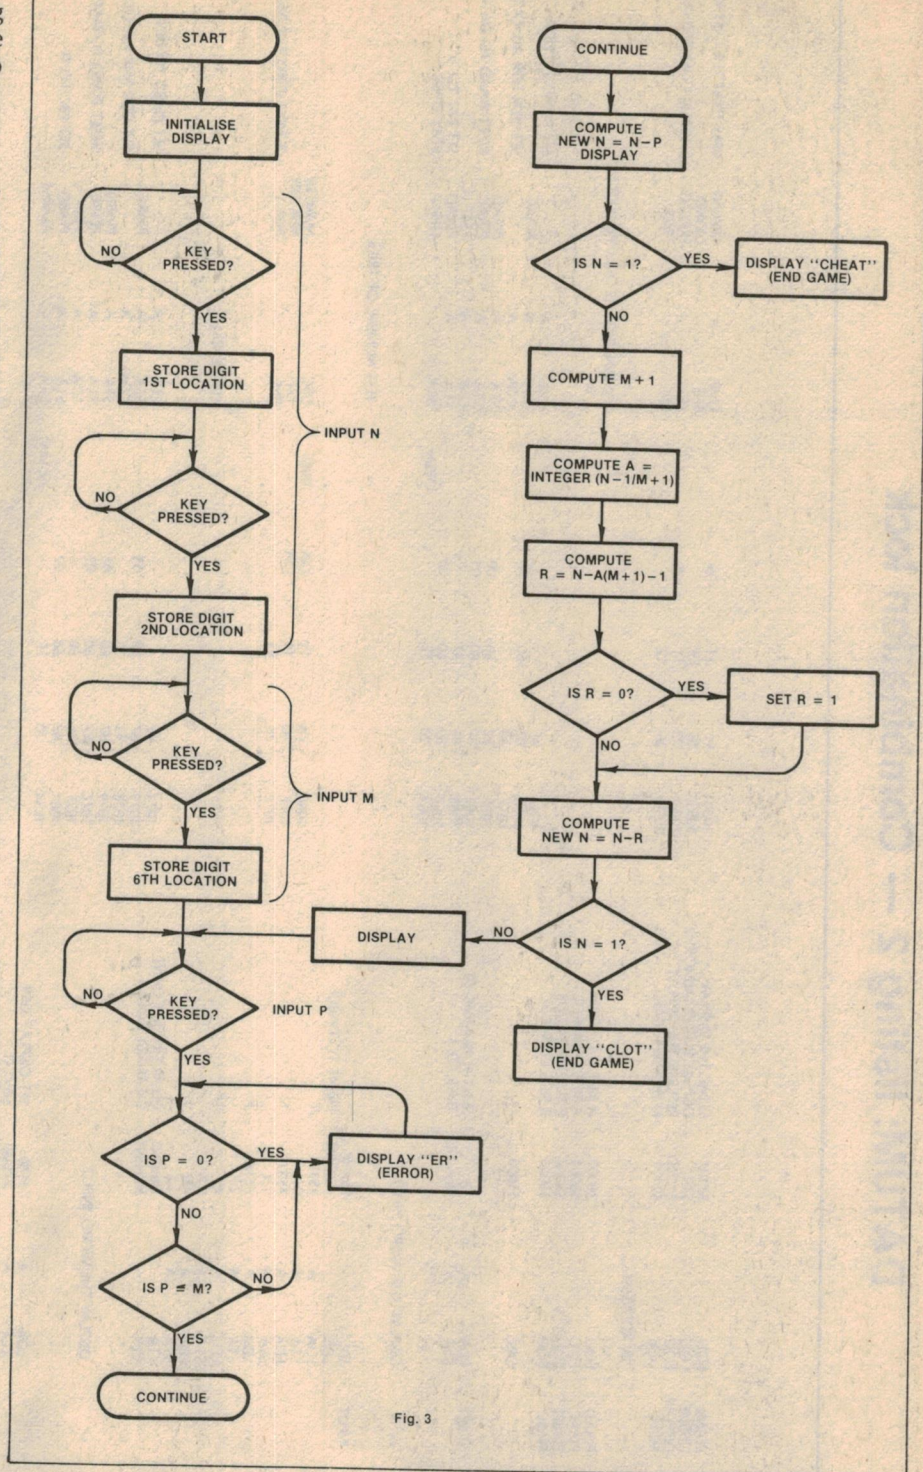 START
INITIALISE
DISPLAY
KEY
PRESSED?
NO
YES
STORE DIGIT
1ST LOCATION
INPUT N
KEY
PRESSED?
NO
YES
STORE DIGIT
2ND LOCATION
KEY
PRESSED?
NO
YES
INPUT M
STORE DIGIT
6TH LOCATION
KEY
PRESSED?
NO
INPUT P
YES
IS P = 0?
YES
DISPLAY "ER"
(ERROR)
NO
IS P ≤ M?
NO
YES
CONTINUE
CONTINUE
COMPUTE
NEW N = N–P
DISPLAY
IS N = 1?
YES
DISPLAY "CHEAT"
(END GAME)
NO
COMPUTE M + 1
COMPUTE A =
INTEGER (N–1/M+1)
COMPUTE
R = N–A(M+1)–1
IS R = 0?
YES
SET R = 1
NO
COMPUTE
NEW N = N–R
IS N = 1?
NO
DISPLAY
YES
DISPLAY "CLOT"
(END GAME)
Fig. 3